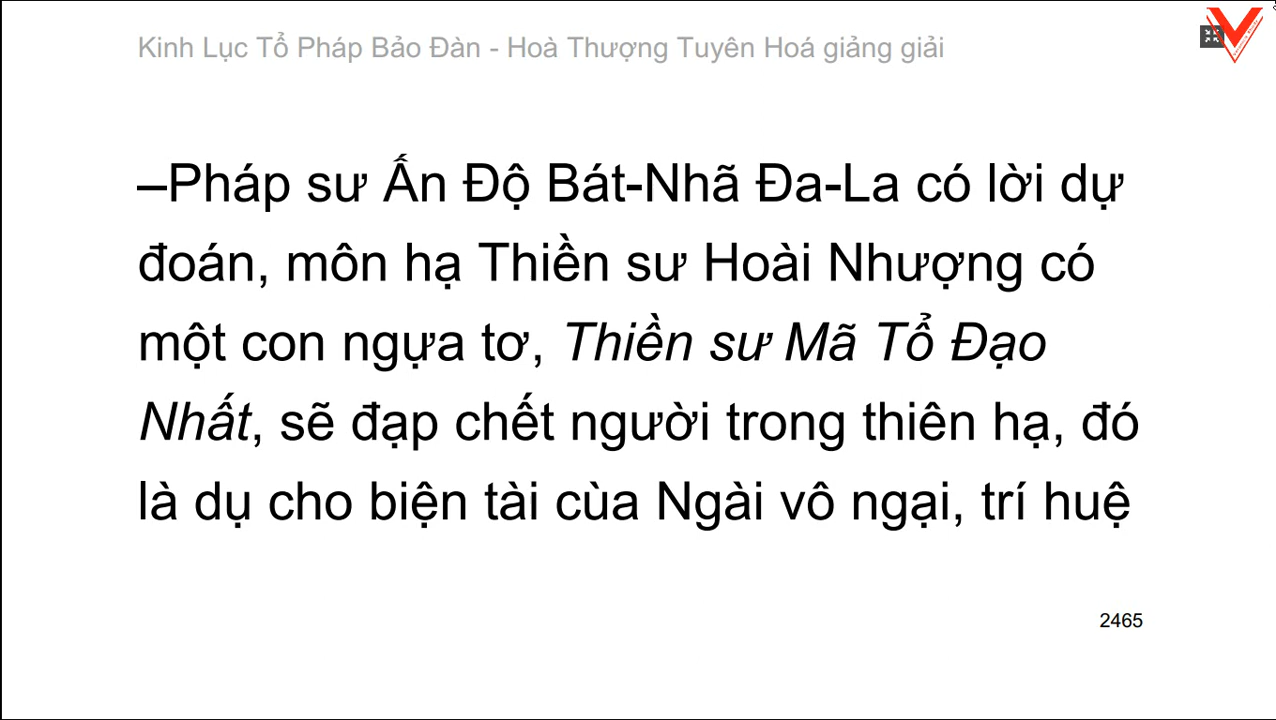 Kinh Lục Tổ Pháp Bảo Đàn - Hoà Thượng Tuyên Hoá giảng giải
–Pháp sư Ấn Độ Bát-Nhã Đa-La có lời dự
đoán, môn hạ Thiền sư Hoài Nhượng có
một con ngựa tơ, Thiền sư Mã Tổ Đạo
Nhất, sẽ đạp chết người trong thiên hạ, đó
là dụ cho biện tài cùa Ngài vô ngại, trí huệ
2465